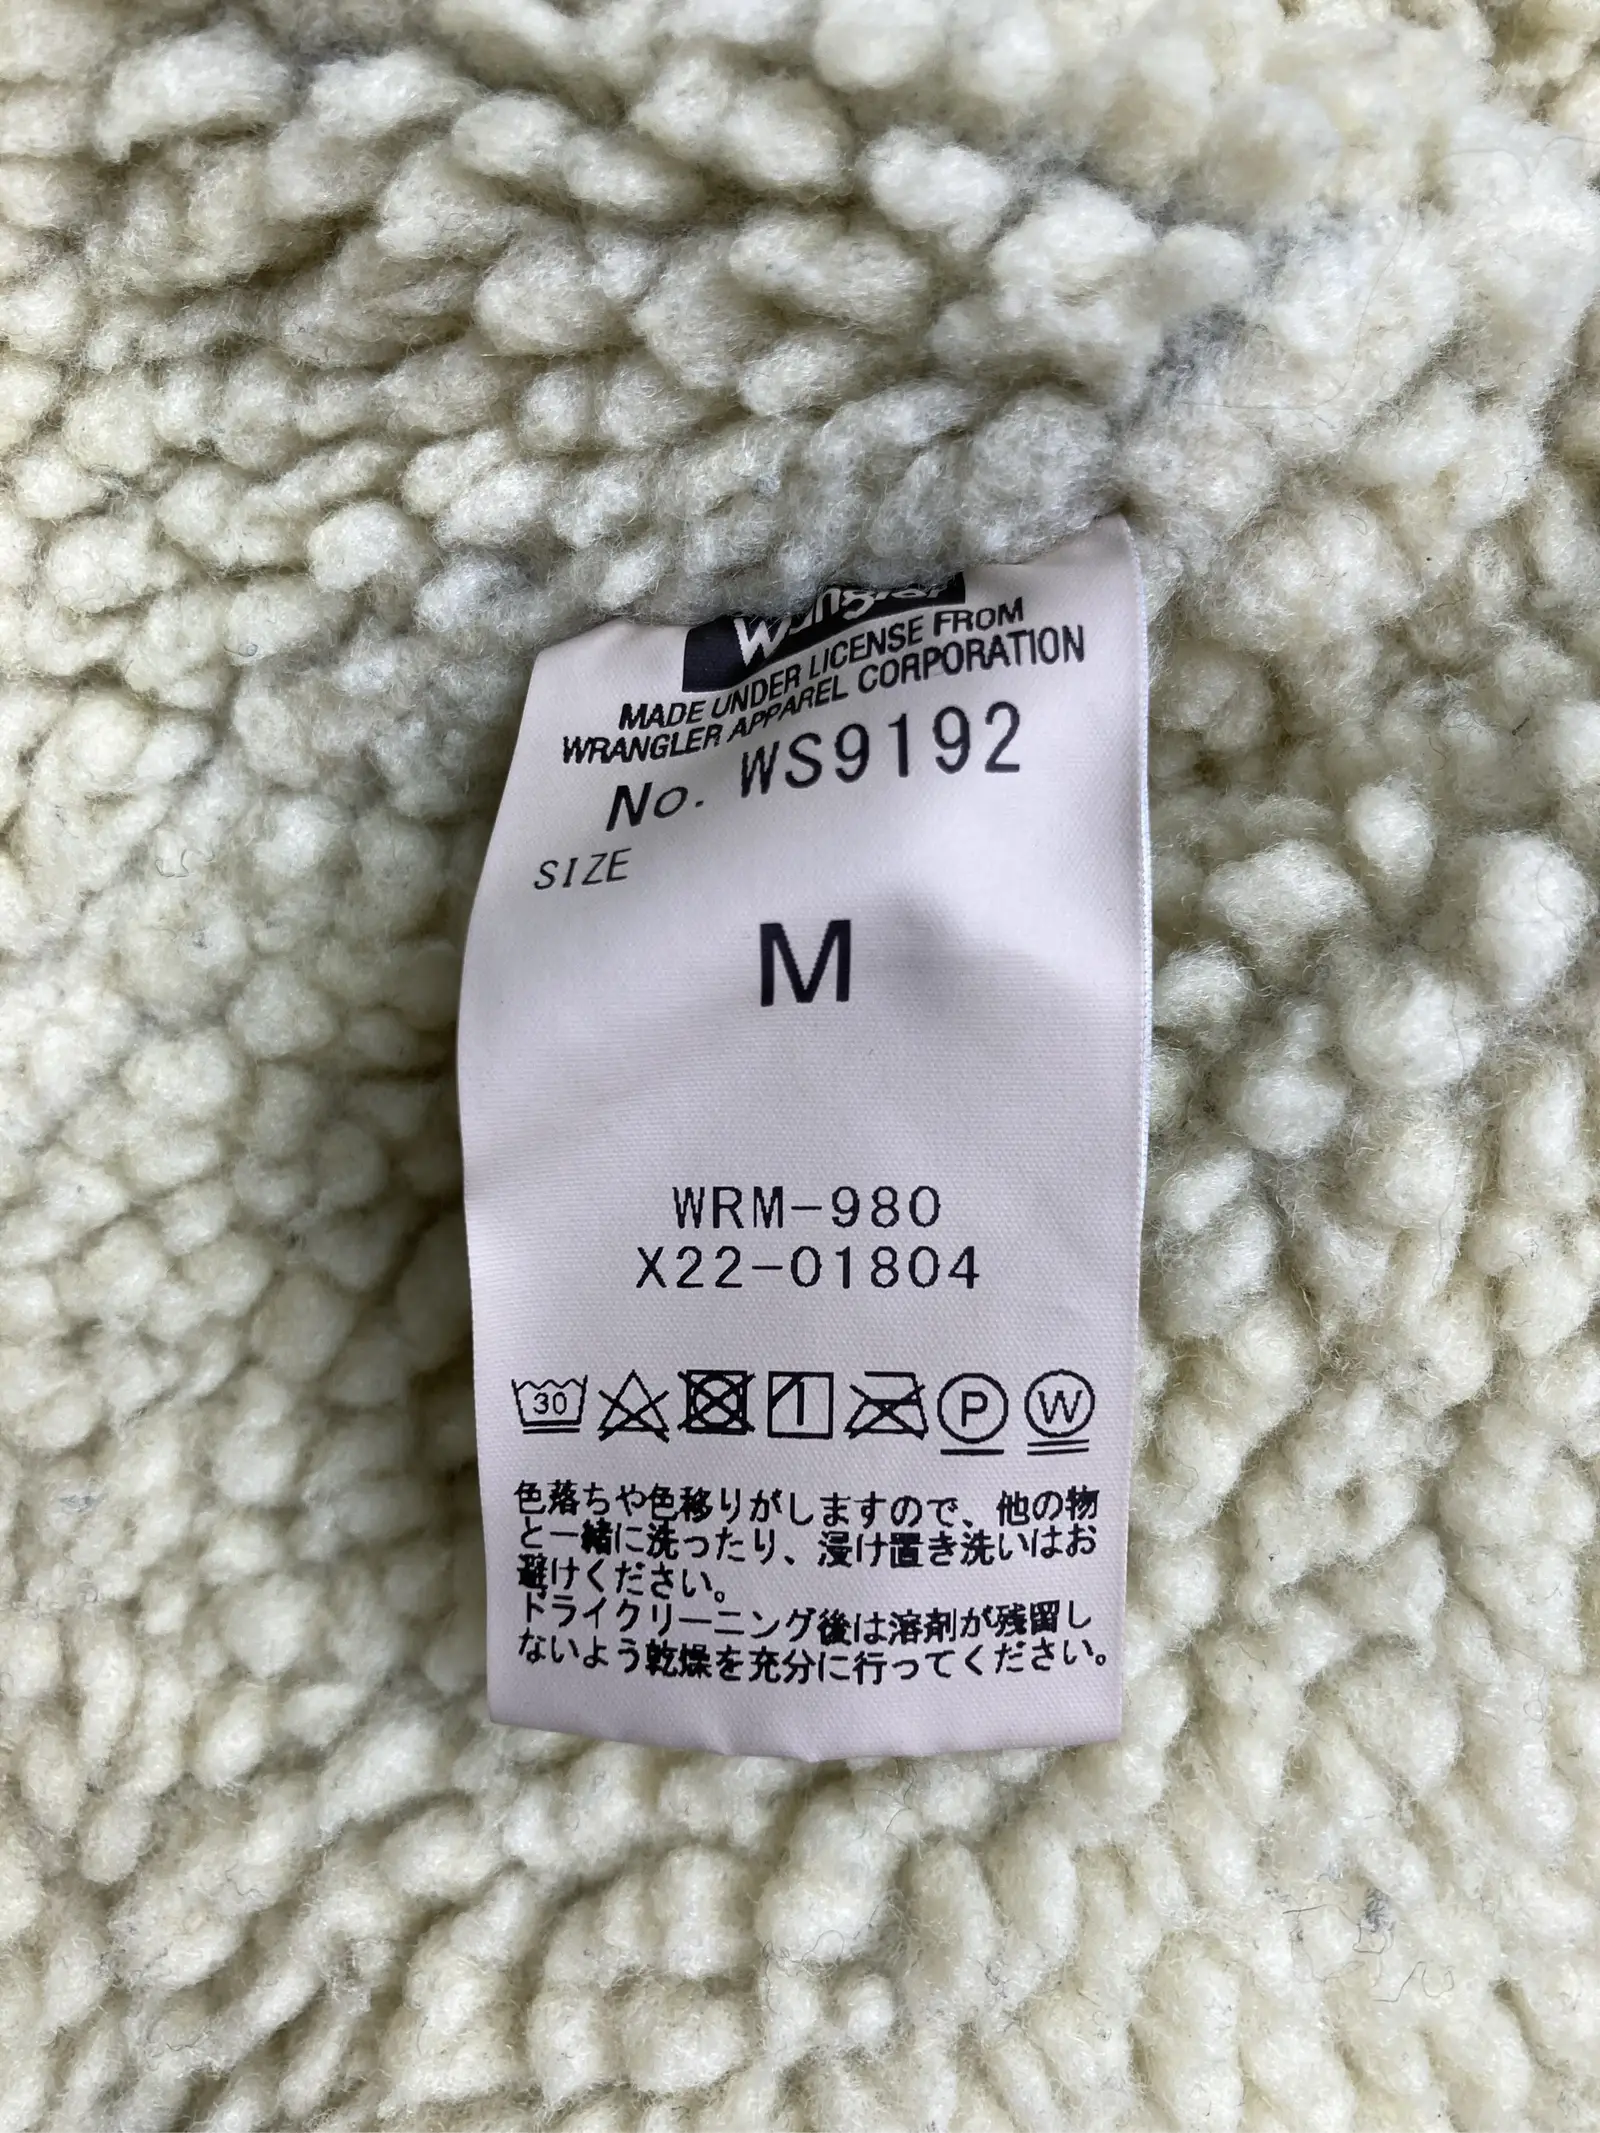 Wrangler
MADE UNDER LICENSE FROM
WRANGLER APPAREL CORPORATION
No. WS9192
SIZE
M
WRM-980
X22-01804
30 P W
色落ちや色移りがしますので、他の物
と一緒に洗ったり、浸け置き洗いはお
避けください。
ドライクリーニング後は溶剤が残留し
ないよう乾燥を充分に行ってください。